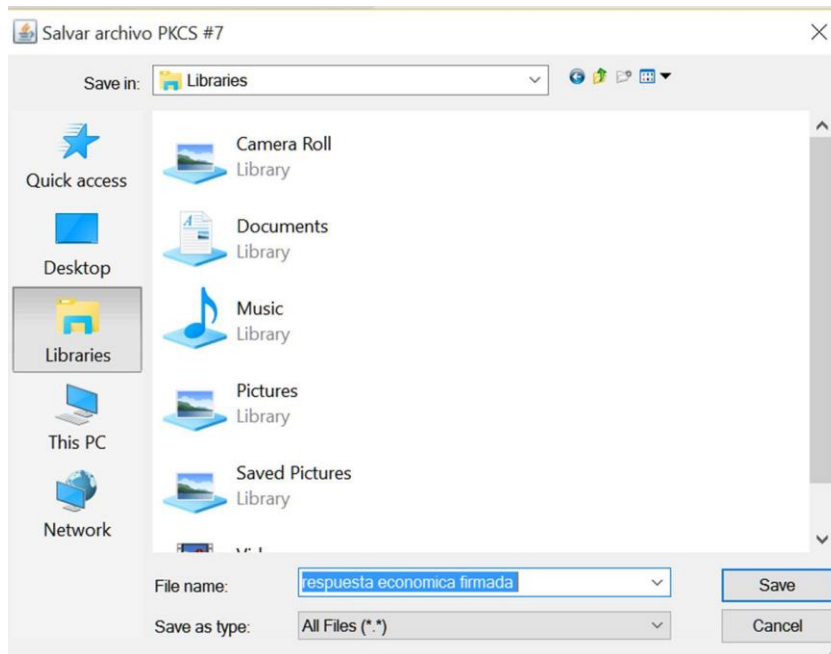 Salvar archivo PKCS #7
Save in:
Libraries
Quick access
Desktop
Libraries
This PC
Network
Camera Roll
Library
Documents
Library
Music
Library
Pictures
Library
Saved Pictures
Library
File name:
respuesta economica firmada
Save
Save as type:
All Files (*.*)
Cancel